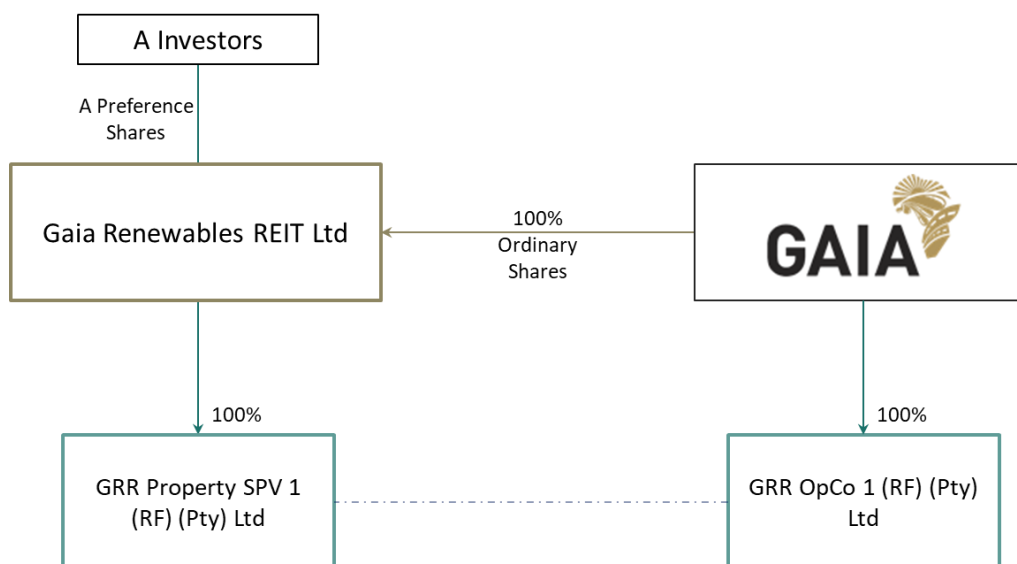 A Investors
A Preference
Shares
Gaia Renewables REIT Ltd
100%
Ordinary
Shares
GAIA
100%
100%
GRR Property SPV 1
(RF) (Pty) Ltd
GRR OpCo 1 (RF) (Pty)
Ltd